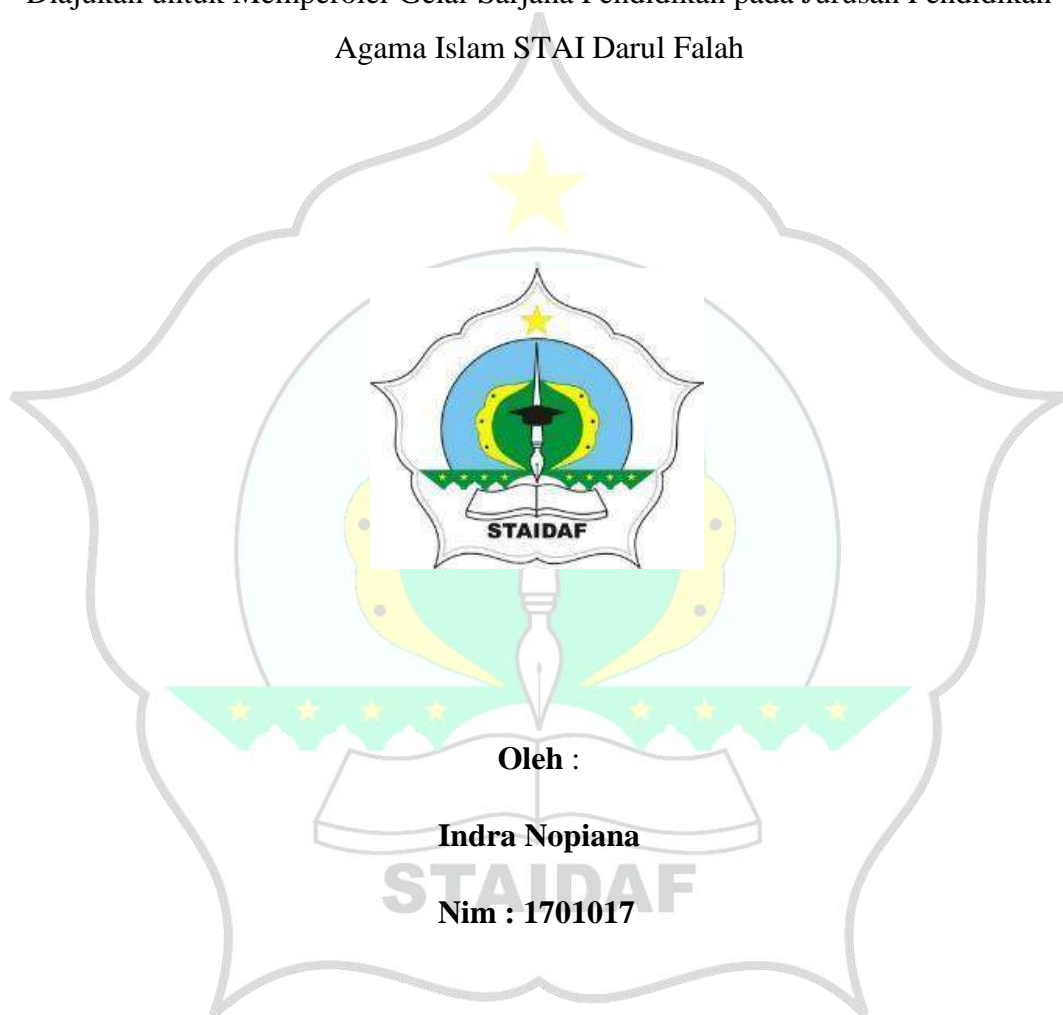 Diajukan untuk Memperoleh Gelar Sarjana Pendidikan pada Jurusan Pendidikan
Agama Islam STAI Darul Falah
STAIDAF
Oleh :
Indra Nopiana
STAIDAF
Nim : 1701017